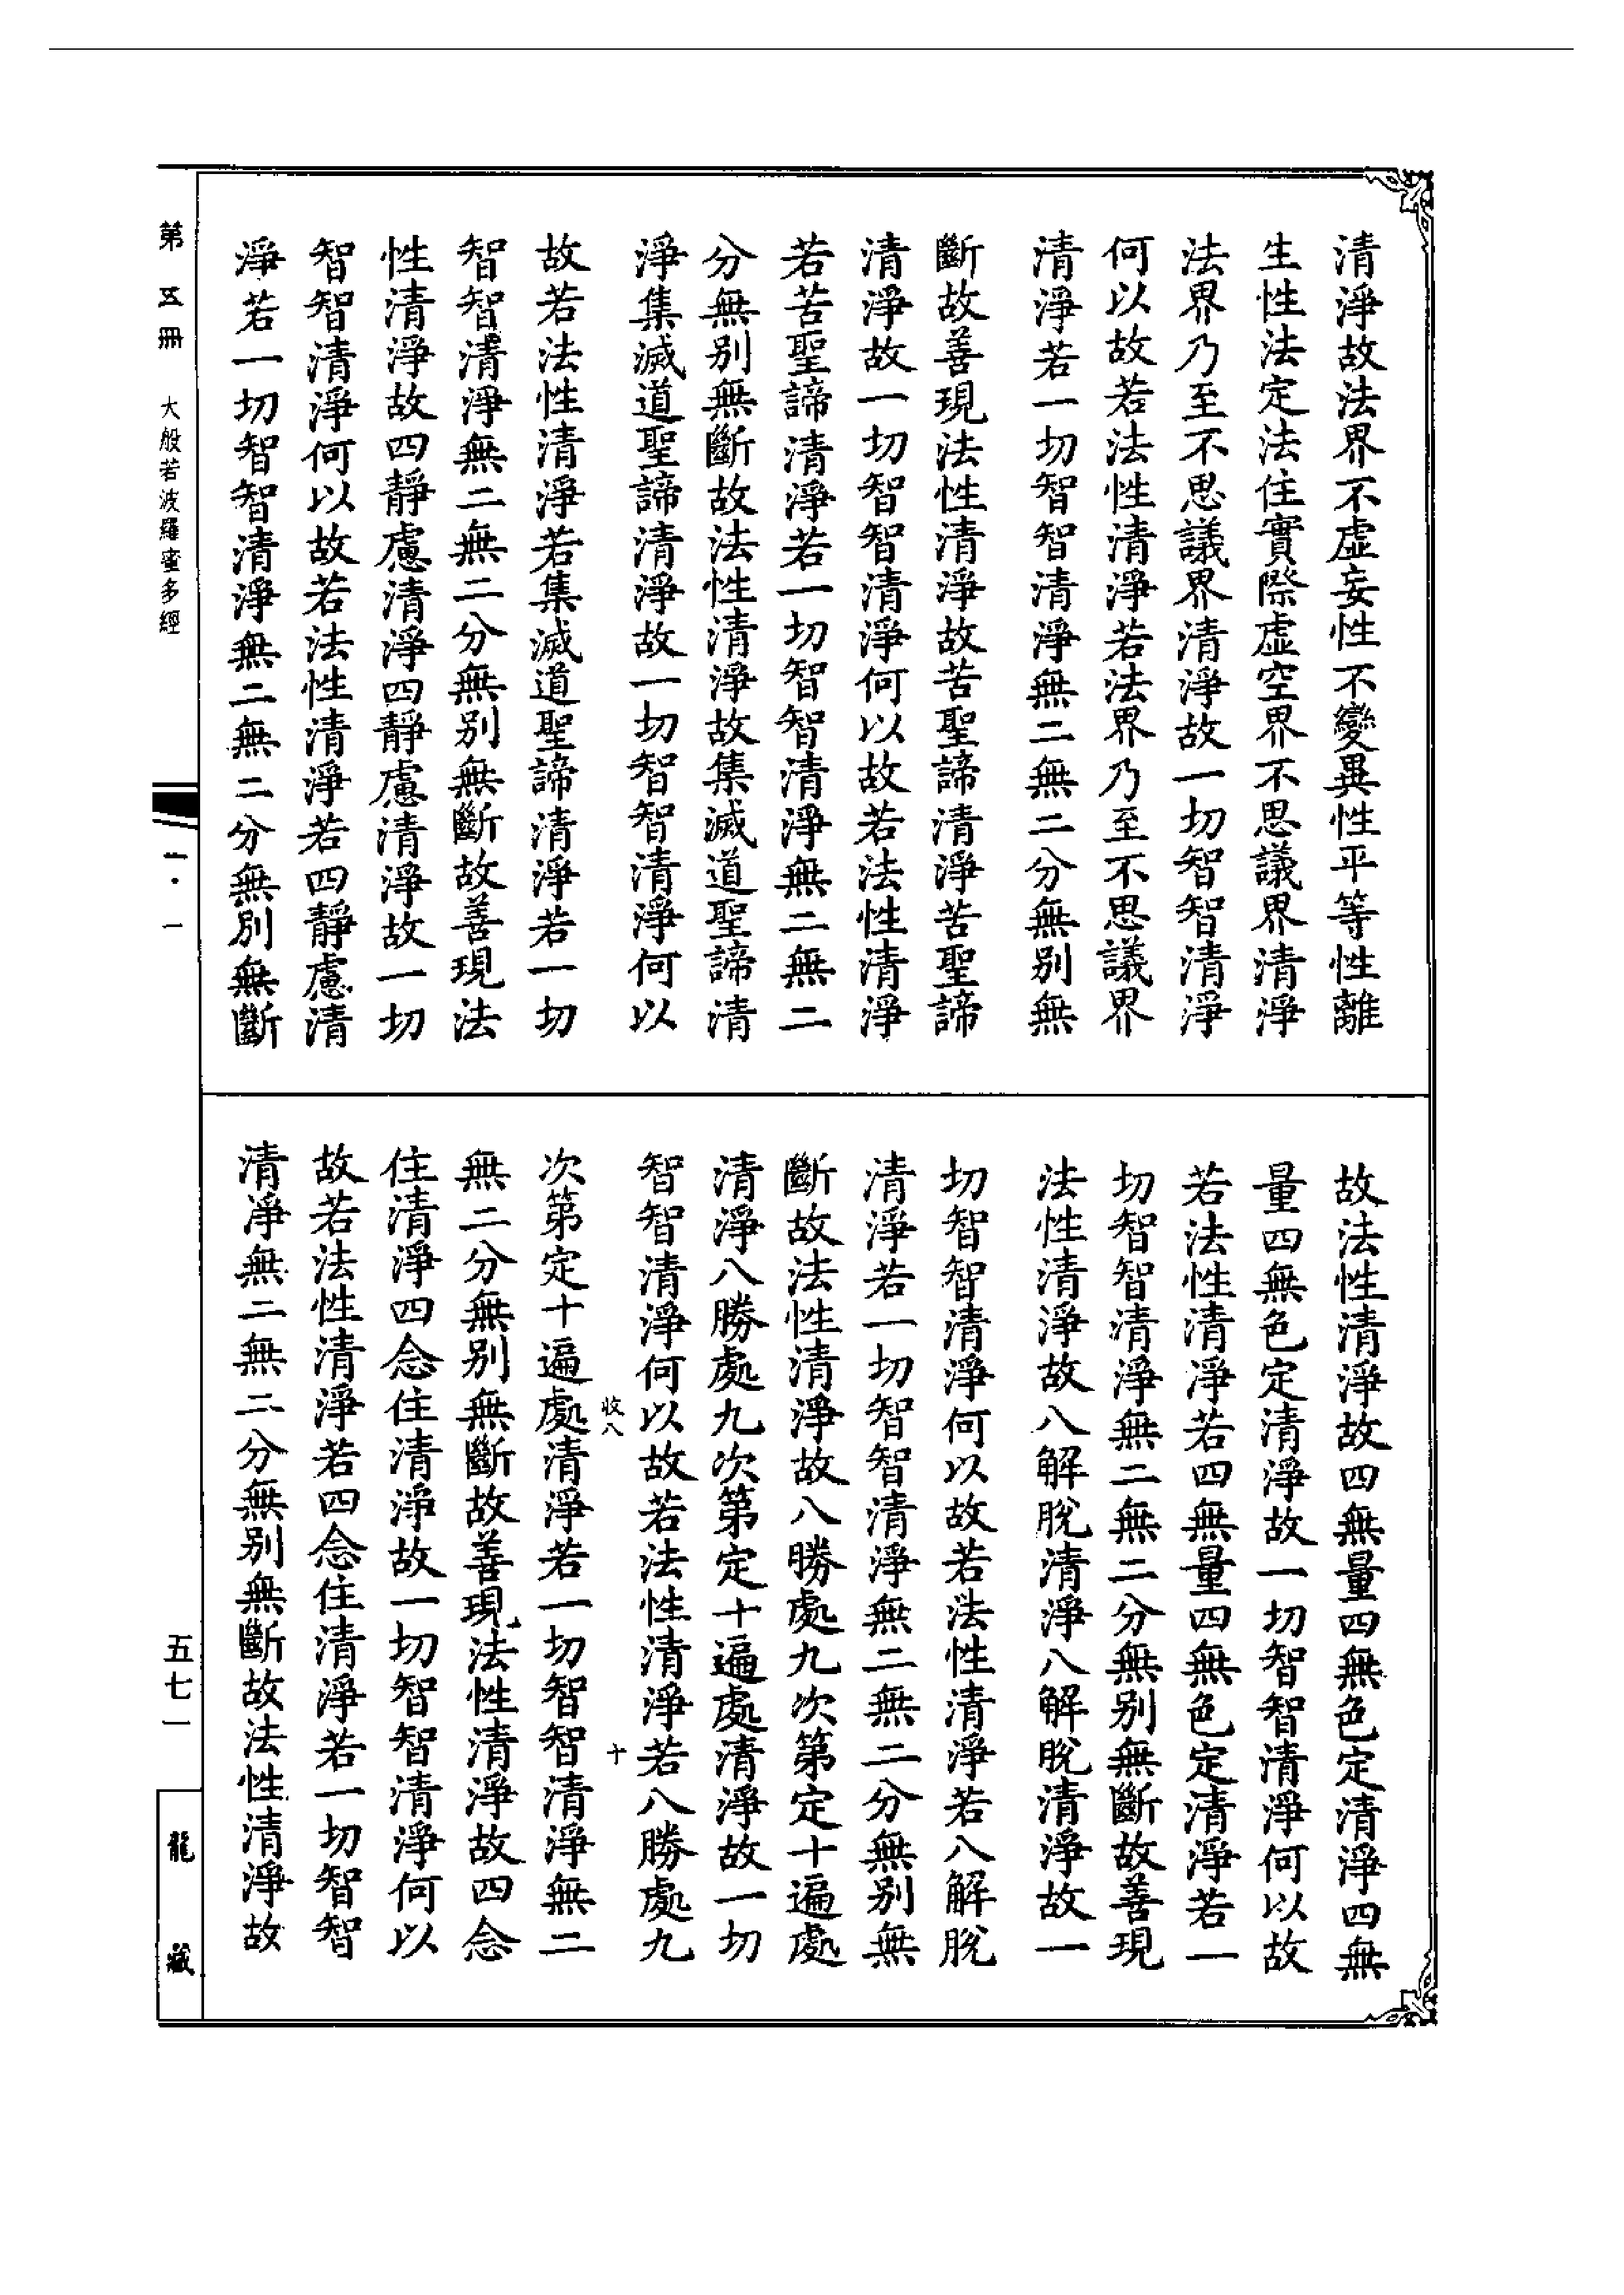 清淨故法界不虛妄性不變異性平等性離
生性法定法住實際虛空界不思議界清淨
法界乃至不思議界清淨故一切智智清淨
何以故若法性清淨若法界乃至不思議界
清淨若一切智智清淨無二無二分無別無
斷故善現法性清淨故苦聖諦清淨苦聖諦
清淨故一切智智清淨何以故若法性清淨
若苦聖諦清淨若一切智智清淨無二無二
分無別無斷故法性清淨故集滅道聖諦清
淨集滅道聖諦清淨故一切智智清淨何以
故若法性清淨若集滅道聖諦清淨若一切
智智清淨無二無二分無別無斷故善現法
性清淨故四靜慮清淨四靜慮清淨故一切
智智清淨何以故若法性清淨若四靜慮清
淨若一切智智清淨無二無二分無別無斷
故法性清淨故四無量四無色定清淨四無
量四無色定清淨故一切智智清淨何以故
若法性清淨若四無量四無色定清淨若一
切智智清淨無二無二分無別無斷故善現
法性清淨故八解脫清淨八解脫清淨故一
切智智清淨何以故若法性清淨若八解脫
清淨若一切智智清淨無二無二分無別無
斷故法性清淨故八勝處九次第定十遍處
清淨八勝處九次第定十遍處清淨故一切
智智清淨何以故若法性清淨若八勝處九
收八 十
次第定十遍處清淨若一切智智清淨無二
無二分無別無斷故善現法性清淨故四念
住清淨四念住清淨故一切智智清淨何以
故若法性清淨若四念住清淨若一切智智
清淨無二無二分無別無斷故法性清淨故
第五冊 大般若波羅蜜多經 一·一 五七一 龍藏